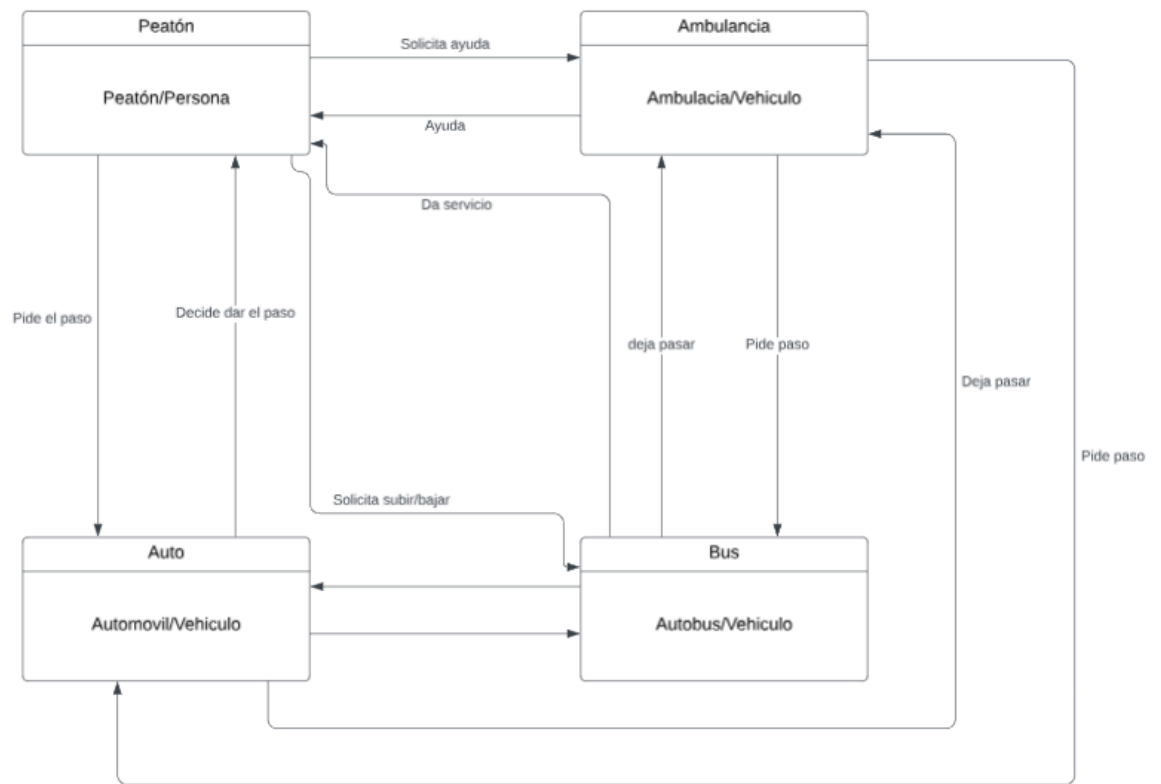 Peatón
Peatón/Persona
Solicita ayuda
Ambulancia
Ambulacia/Vehiculo
Ayuda
Da servicio
Pide el paso
Decide dar el paso
deja pasar
Pide paso
Deja pasar
Pide paso
Solicita subir/bajar
Auto
Automovil/Vehiculo
Bus
Autobus/Vehiculo